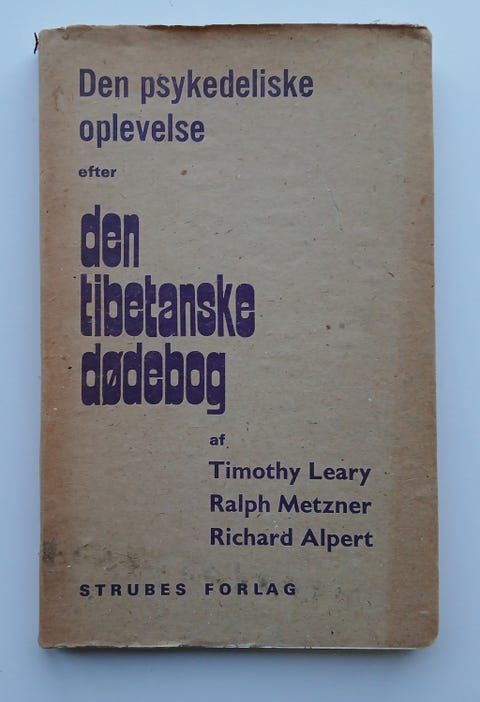 Den psykedeliske
oplevelse
efter
den
tibetanske
dødebog
af
Timothy Leary
Ralph Metzner
Richard Alpert
STRUBES FORLAG